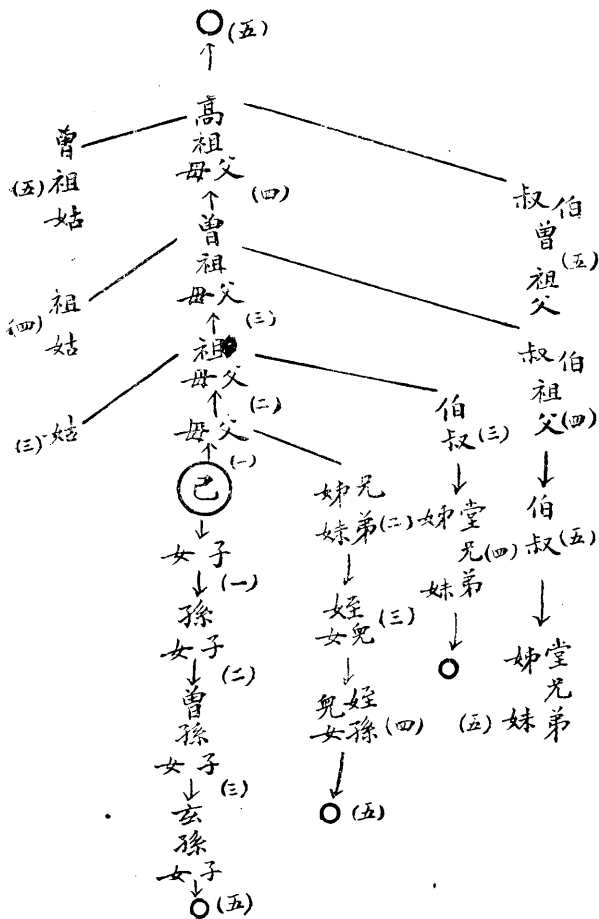 (五)
高祖父母
(四)
曾祖父母
(三)
祖父母
(二)
父母
(一)
己
子女
(一)
孫子女
(二)
曾孫子女
(三)
玄孫子女
(五)
曾祖姑
(五)
祖姑
(四)
姑
(三)
兄弟姊妹
(二)
姪兒女
(三)
姪孫兒女
(四)
(五)
伯叔
(三)
堂兄弟姊妹
(四)
伯叔祖父
(四)
伯叔
(五)
堂兄弟姊妹
(五)
伯叔曾祖父
(五)